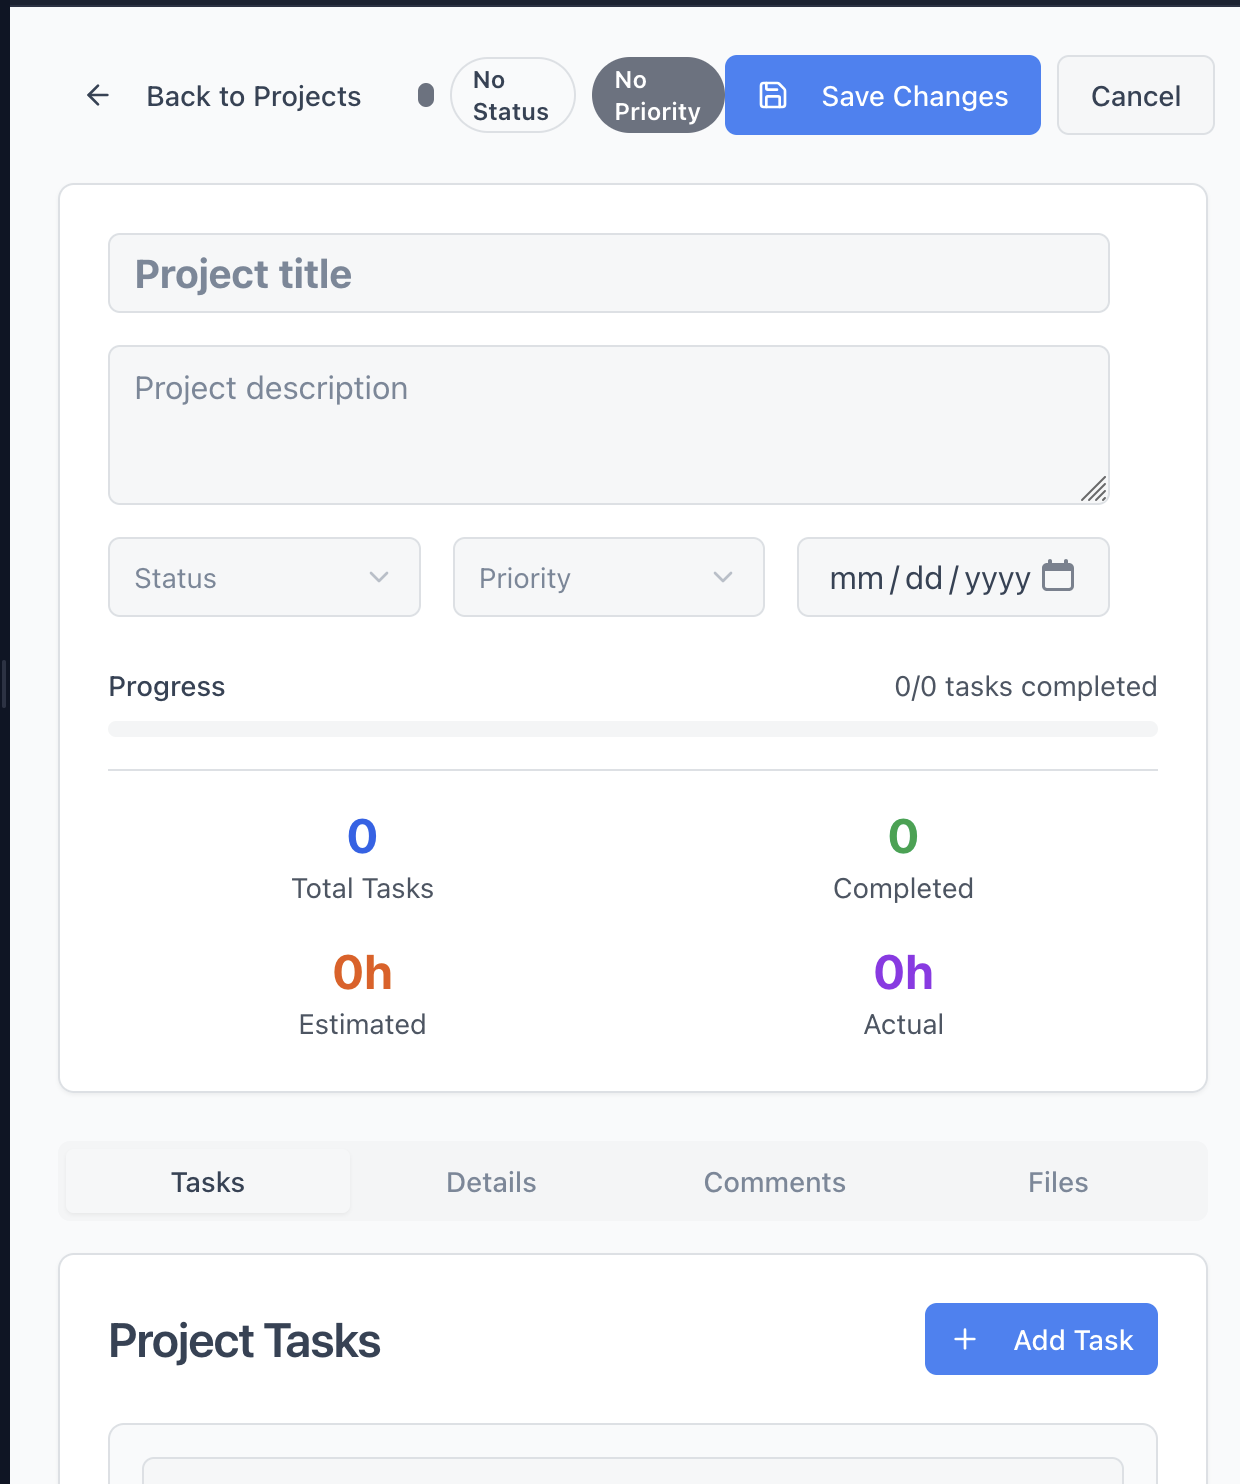 Back to Projects
No
Status
No
Priority
Save Changes
Cancel
Project title
Project description
Status
Priority
mm/dd/yyyy
Progress
0/0 tasks completed
0
Total Tasks
0
Completed
0h
Estimated
0h
Actual
Tasks
Details
Comments
Files
Project Tasks
Add Task